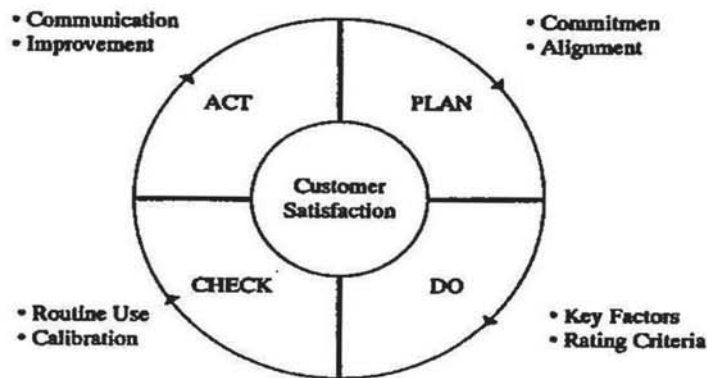 • Communication
• Improvement
• Commitmen
• Alignment
ACT
PLAN
Customer
Satisfaction
CHECK
DO
• Routine Use
• Calibration
• Key Factors
• Rating Criteria